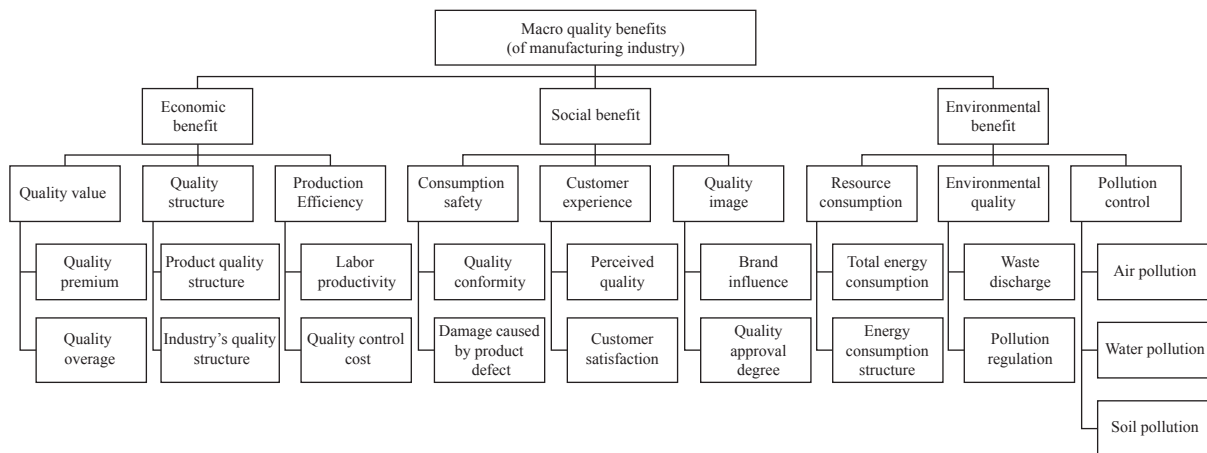 Macro quality benefits
(of manufacturing industry)
Economic
benefit
Social benefit
Environmental
benefit
Quality value
Quality
structure
Production
Efficiency
Consumption
safety
Customer
experience
Quality
image
Resource
consumption
Environmental
quality
Pollution
control
Quality
premium
Product quality
structure
Labor
productivity
Quality
conformity
Perceived
quality
Brand
influence
Total energy
consumption
Waste
discharge
Air pollution
Quality
overage
Industry's quality
structure
Quality control
cost
Damage caused
by product
defect
Customer
satisfaction
Quality
approval
degree
Energy
consumption
structure
Pollution
regulation
Water pollution
Soil pollution